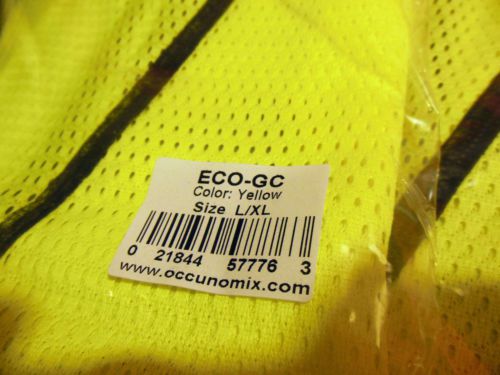 ECO-GC
Color: Yellow
Size L/XL
0 21844 57776 3
www.occunomix.com